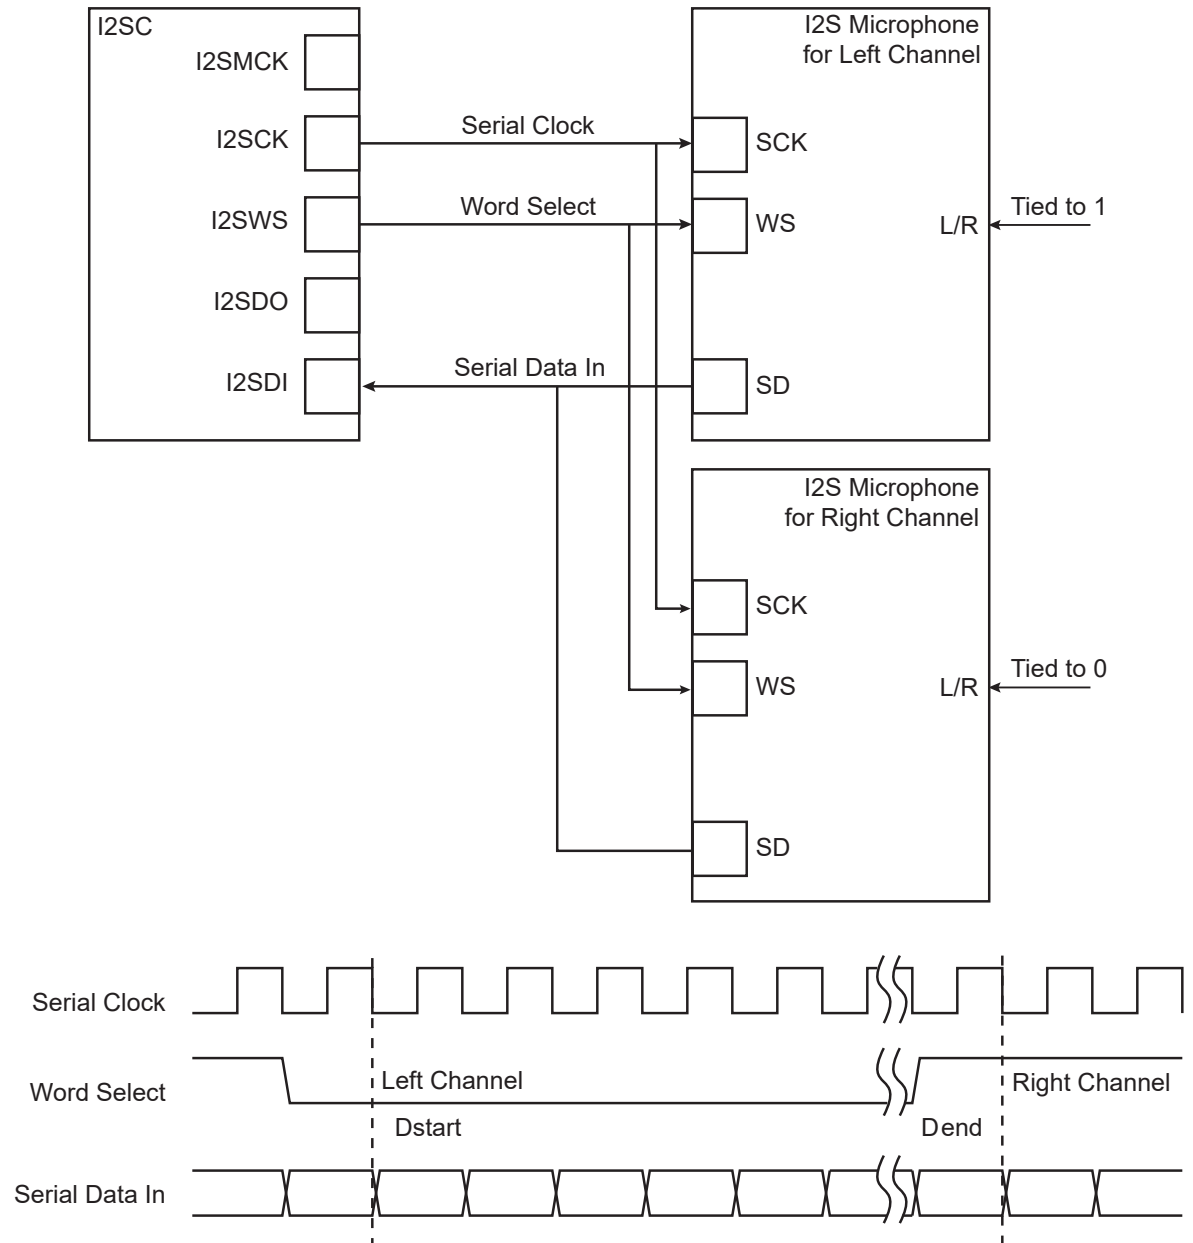 I2SC
I2SMCK
I2SCK
I2SWS
I2SDO
I2SDI
Serial Clock
Word Select
Serial Data In
I2S Microphone
for Left Channel
SCK
WS
L/R
Tied to 1
SD
I2S Microphone
for Right Channel
SCK
WS
L/R
Tied to 0
SD
Serial Clock
Word Select
Left Channel
Right Channel
Dstart
Dend
Serial Data In